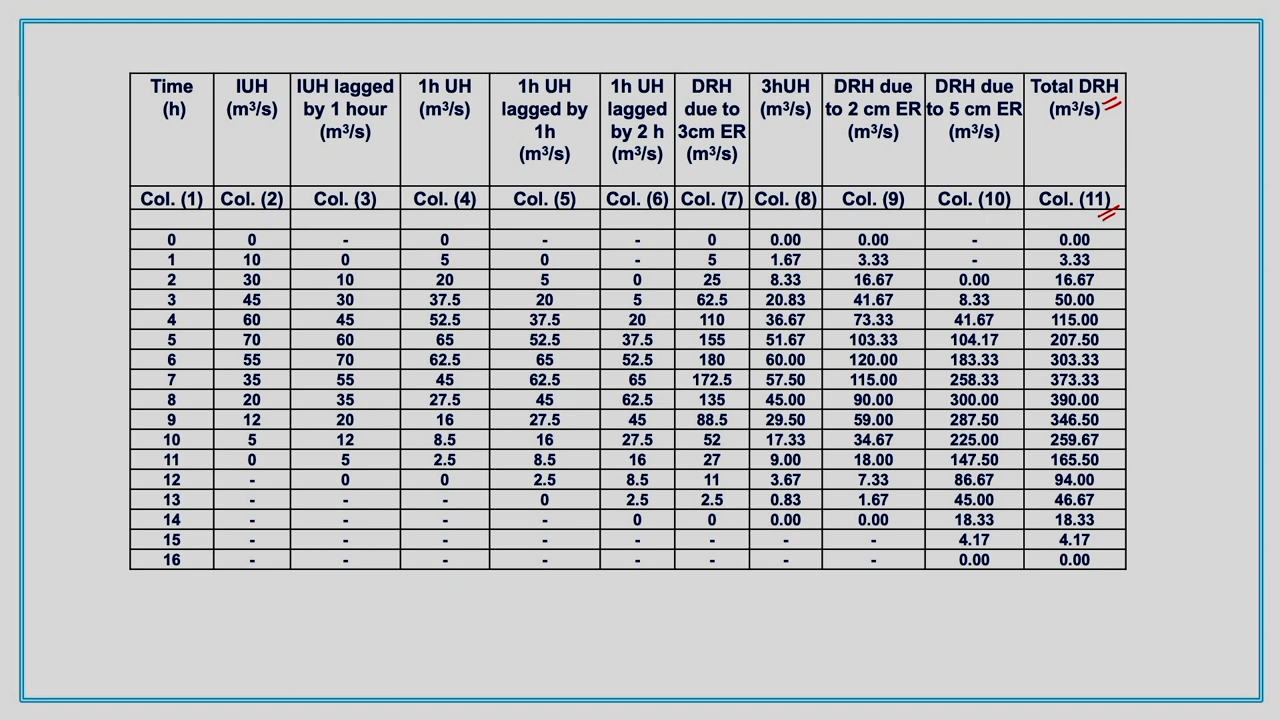 Time (h) IUH (m³/s) IUH lagged by 1 hour (m³/s) 1h UH (m³/s) 1h UH lagged by 1h (m³/s) 1h UH lagged by 2 h (m³/s) DRH due to 3cm ER (m³/s) 3hUH (m³/s) DRH due to 2 cm ER (m³/s) DRH due to 5 cm ER (m³/s) Total DRH (m³/s)
Col. (1) Col. (2) Col. (3) Col. (4) Col. (5) Col. (6) Col. (7) Col. (8) Col. (9) Col. (10) Col. (11)
0 0 - 0 - - 0 0.00 0.00 - 0.00
1 10 0 5 0 - 5 1.67 3.33 - 3.33
2 30 10 20 5 0 25 8.33 16.67 0.00 16.67
3 45 30 37.5 20 5 62.5 20.83 41.67 8.33 50.00
4 60 45 52.5 37.5 20 110 36.67 73.33 41.67 115.00
5 70 60 65 52.5 37.5 155 51.67 103.33 104.17 207.50
6 55 70 62.5 65 52.5 180 60.00 120.00 183.33 303.33
7 35 55 45 62.5 65 172.5 57.50 115.00 258.33 373.33
8 20 35 27.5 45 62.5 135 45.00 90.00 300.00 390.00
9 12 20 16 27.5 45 88.5 29.50 59.00 287.50 346.50
10 5 12 8.5 16 27.5 52 17.33 34.67 225.00 259.67
11 0 5 2.5 8.5 16 27 9.00 18.00 147.50 165.50
12 - 0 0 2.5 8.5 11 3.67 7.33 86.67 94.00
13 - - - 0 2.5 2.5 0.83 1.67 45.00 46.67
14 - - - - 0 0 0.00 0.00 18.33 18.33
15 - - - - - - - - 4.17 4.17
16 - - - - - - - - 0.00 0.00